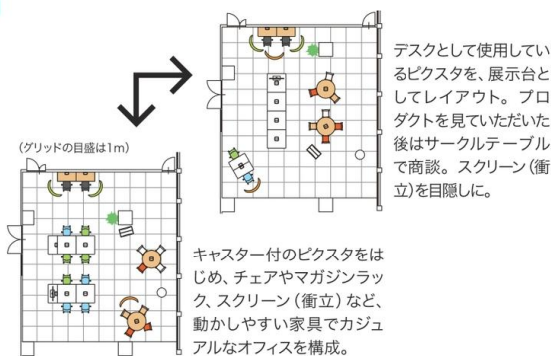 デスクとして使用してい
るピクスタを、展示台と
してレイアウト。プロ
ダクトを見ていただいた
後はサークルテーブル
で商談。スクリーン（衝
立）を目隠しに。
（グリッドの目盛は1m）
キャスター付のピクスタをは
じめ、チェアやマガジンラッ
ク、スクリーン（衝立）など、
動かしやすい家具でカジュ
アルなオフィスを構成。